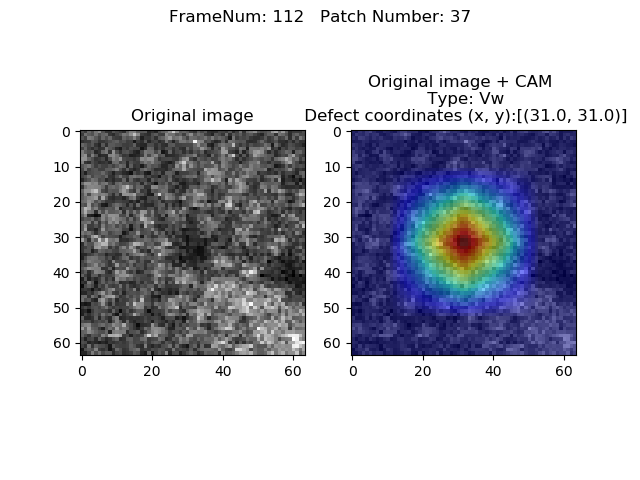 FrameNum: 112   Patch Number: 37
Original image
0
10
20
30
40
50
60
0 20 40 60
Original image + CAM
Type: Vw
Defect coordinates (x, y):[(31.0, 31.0)]
0
10
20
30
40
50
60
0 20 40 60